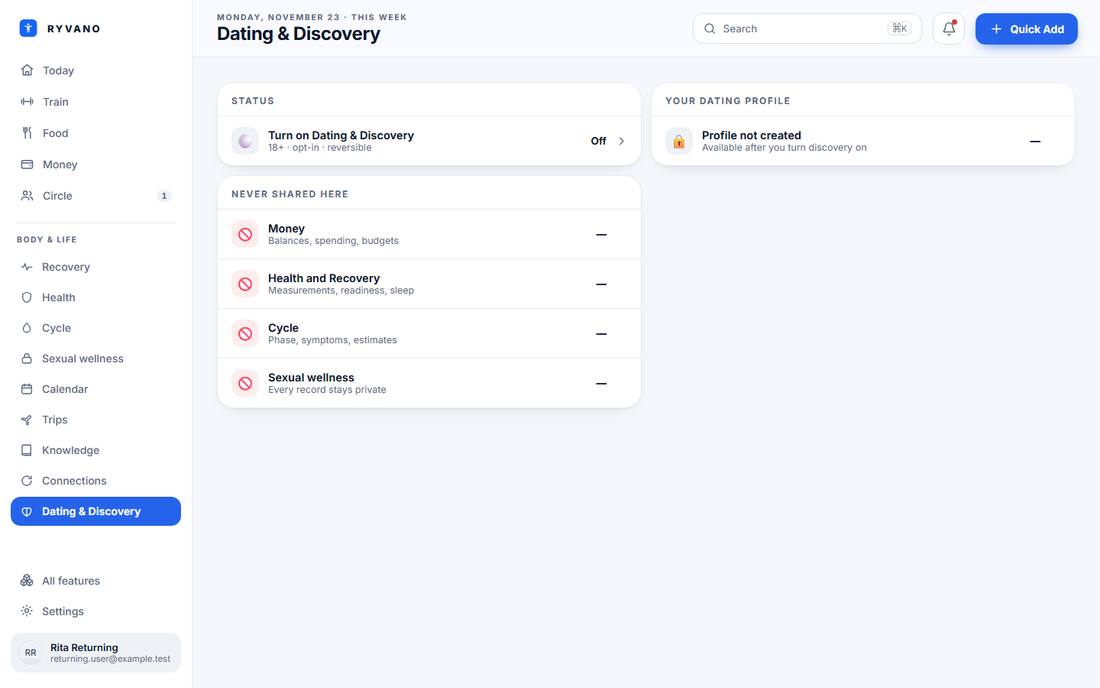 RYVANO
Today
Train
Food
Money
Circle
1
BODY & LIFE
Recovery
Health
Cycle
Sexual wellness
Calendar
Trips
Knowledge
Connections
Dating & Discovery
All features
Settings
RR
Rita Returning
returning.user@example.test
MONDAY, NOVEMBER 23 · THIS WEEK
Dating & Discovery
Search
⌘K
Quick Add
STATUS
Turn on Dating & Discovery
18+ · opt-in · reversible
Off
YOUR DATING PROFILE
Profile not created
Available after you turn discovery on
—
NEVER SHARED HERE
Money
Balances, spending, budgets
—
Health and Recovery
Measurements, readiness, sleep
—
Cycle
Phase, symptoms, estimates
—
Sexual wellness
Every record stays private
—